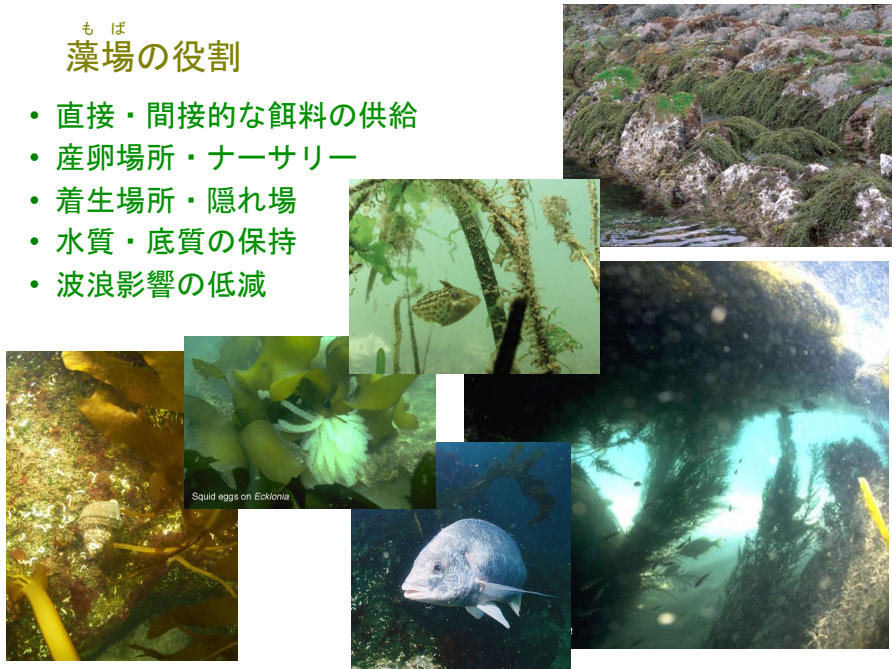 もば
藻場の役割
• 直接・間接的な餌料の供給
• 産卵場所・ナーサリー
• 着生場所・隠れ場
• 水質・底質の保持
• 波浪影響の低減
Squid eggs on Ecklonia